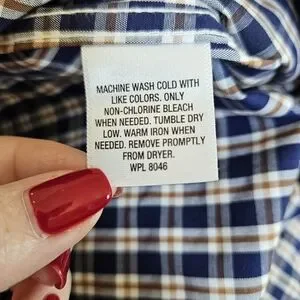 MACHINE WASH COLD WITH
LIKE COLORS. ONLY
NON-CHLORINE BLEACH
WHEN NEEDED. TUMBLE DRY
LOW. WARM IRON WHEN
NEEDED. REMOVE PROMPTLY
FROM DRYER.
WPL 8046